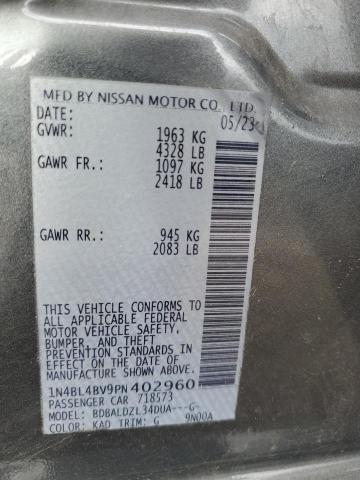 MFD BY NISSAN MOTOR CO. LTD.
DATE: 05/23
GVWR: 1963 KG
4328 LB
GAWR FR.: 1097 KG
2418 LB
GAWR RR.: 945 KG
2083 LB
THIS VEHICLE CONFORMS TO
ALL APPLICABLE FEDERAL
MOTOR VEHICLE SAFETY,
BUMPER, AND THEFT
PREVENTION STANDARDS IN
EFFECT ON THE DATE OF
MANUFACTURE SHOWN ABOVE.
1N4BL4BV9PN402960
PASSENGER CAR 718573
MODEL: BDBALDZL34DUA---G-
COLOR: KAD TRIM: G 9N00A